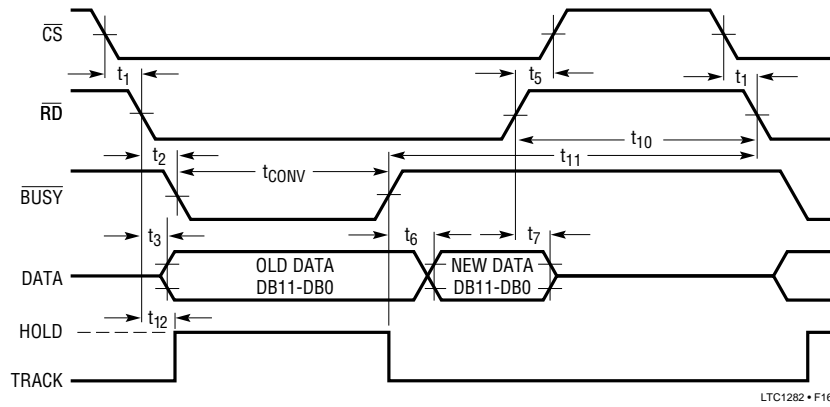 CS
t1 t5 t1
RD
t2 tCONV t10
t11
BUSY
t3 t6 t7
DATA OLD DATA NEW DATA
DB11-DB0 DB11-DB0
t12
HOLD
TRACK
LTC1282 • F16